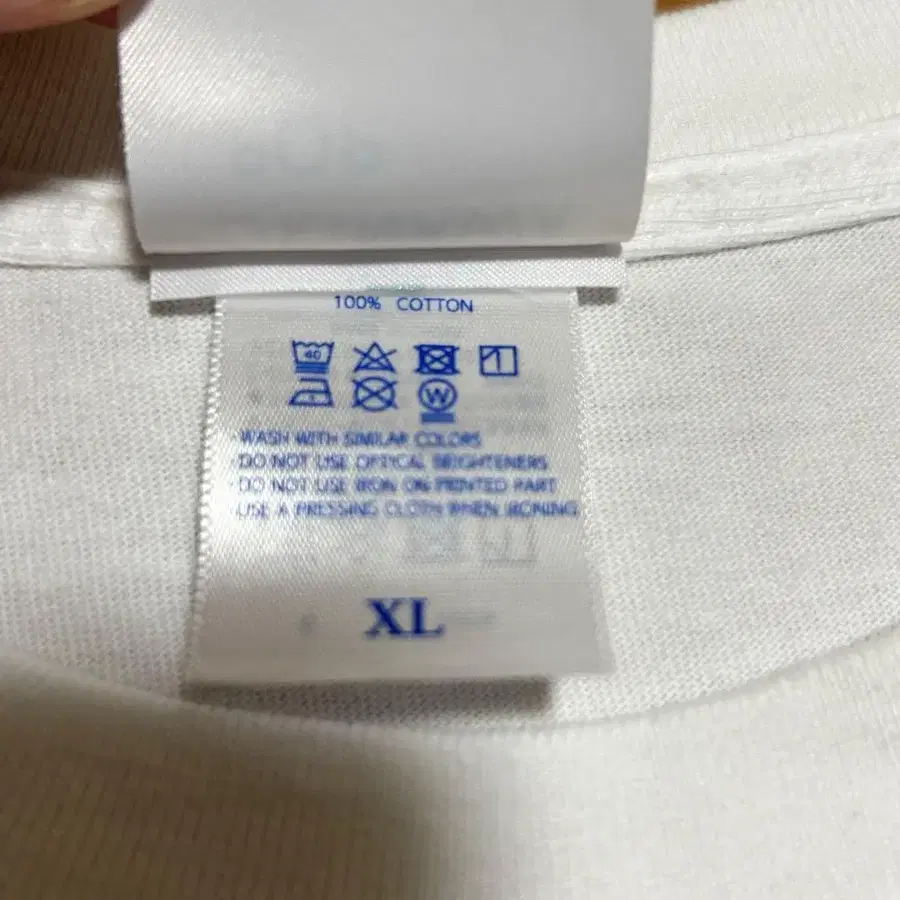 100% COTTON
40
W
WASH WITH SIMILAR COLORS
DO NOT USE OPTICAL BRIGHTENERS
DO NOT USE IRON ON PRINTED PART
USE A PRESSING CLOTH WHEN IRONING
XL